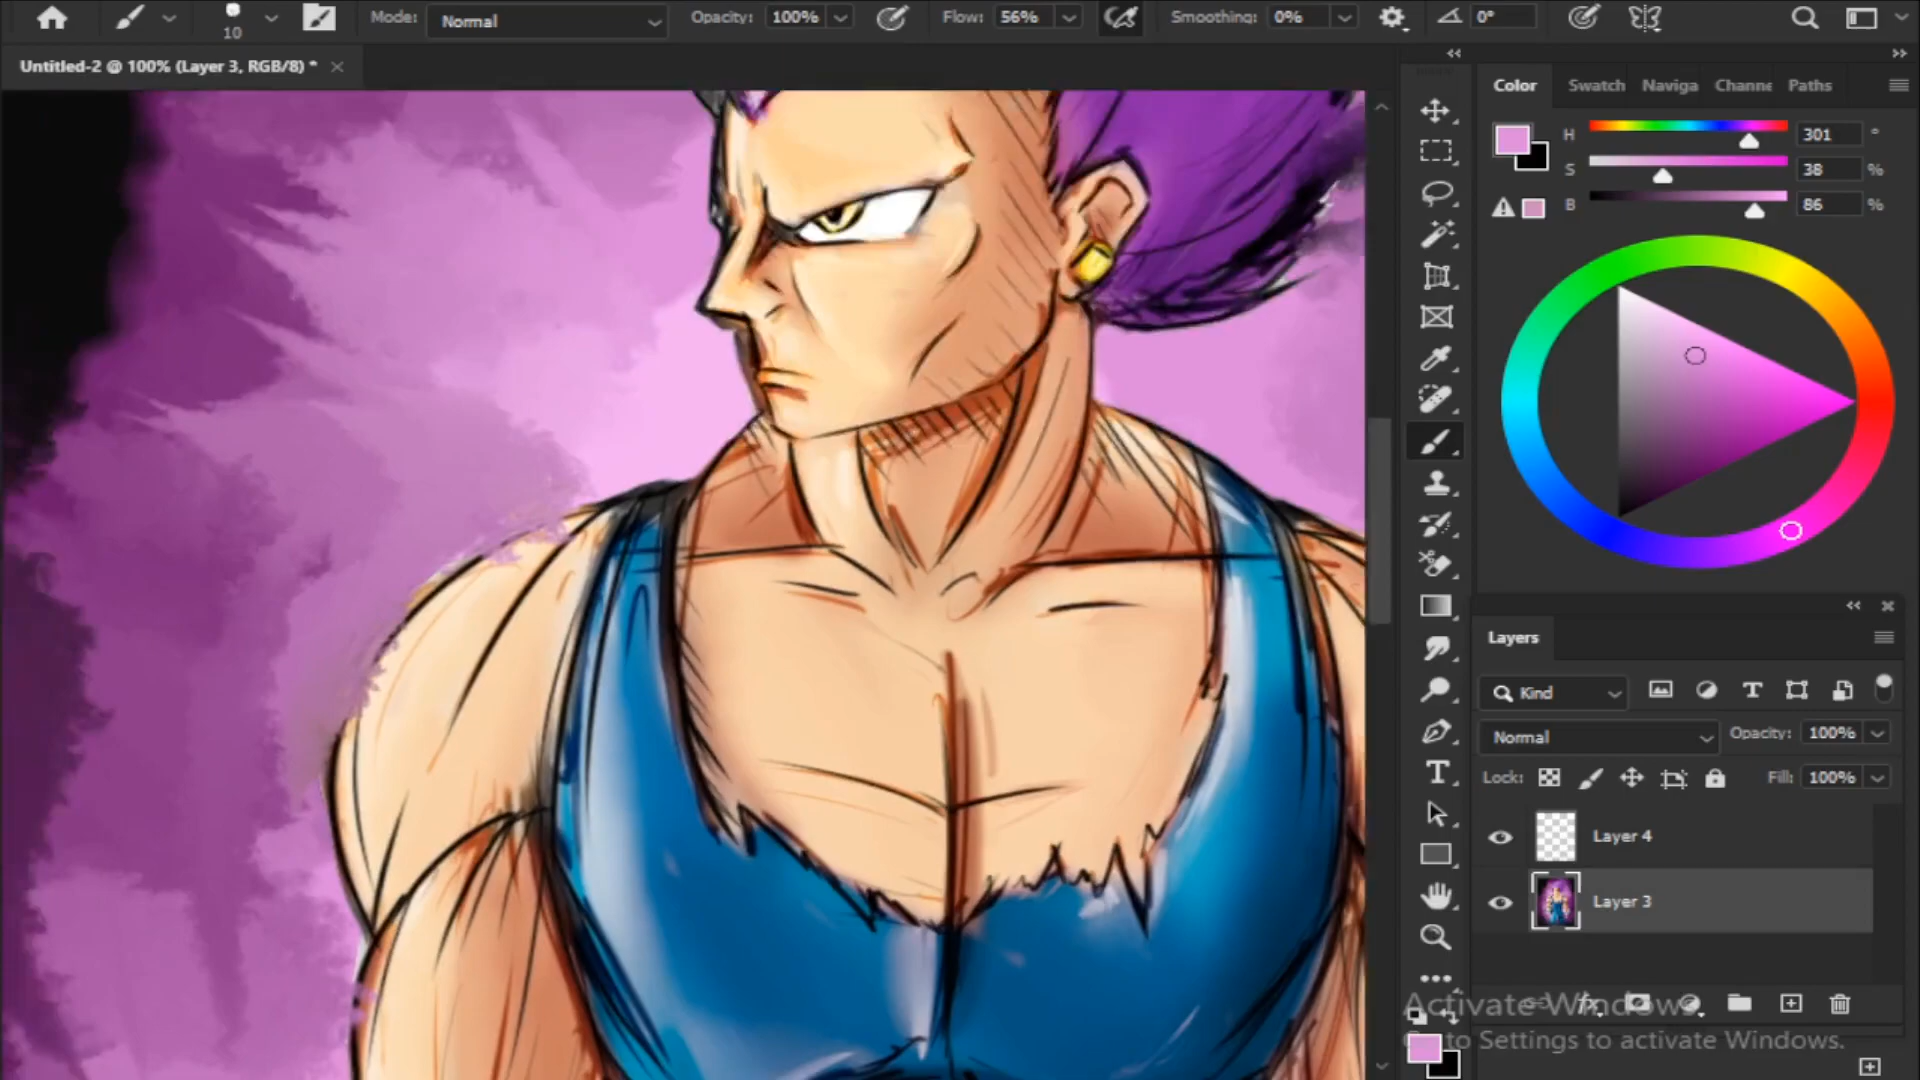 10
Mode: Normal
Opacity: 100%
Flow: 56%
Smoothing: 0%
0°
Untitled-2 @ 100% (Layer 3, RGB/8) *
Color Swatch Naviga Channe Paths
H 301 °
S 38 %
B 86 %
Layers
Kind
Normal
Opacity: 100%
Lock:
Fill: 100%
Layer 4
Layer 3
Activate Windows
Go to Settings to activate Windows.